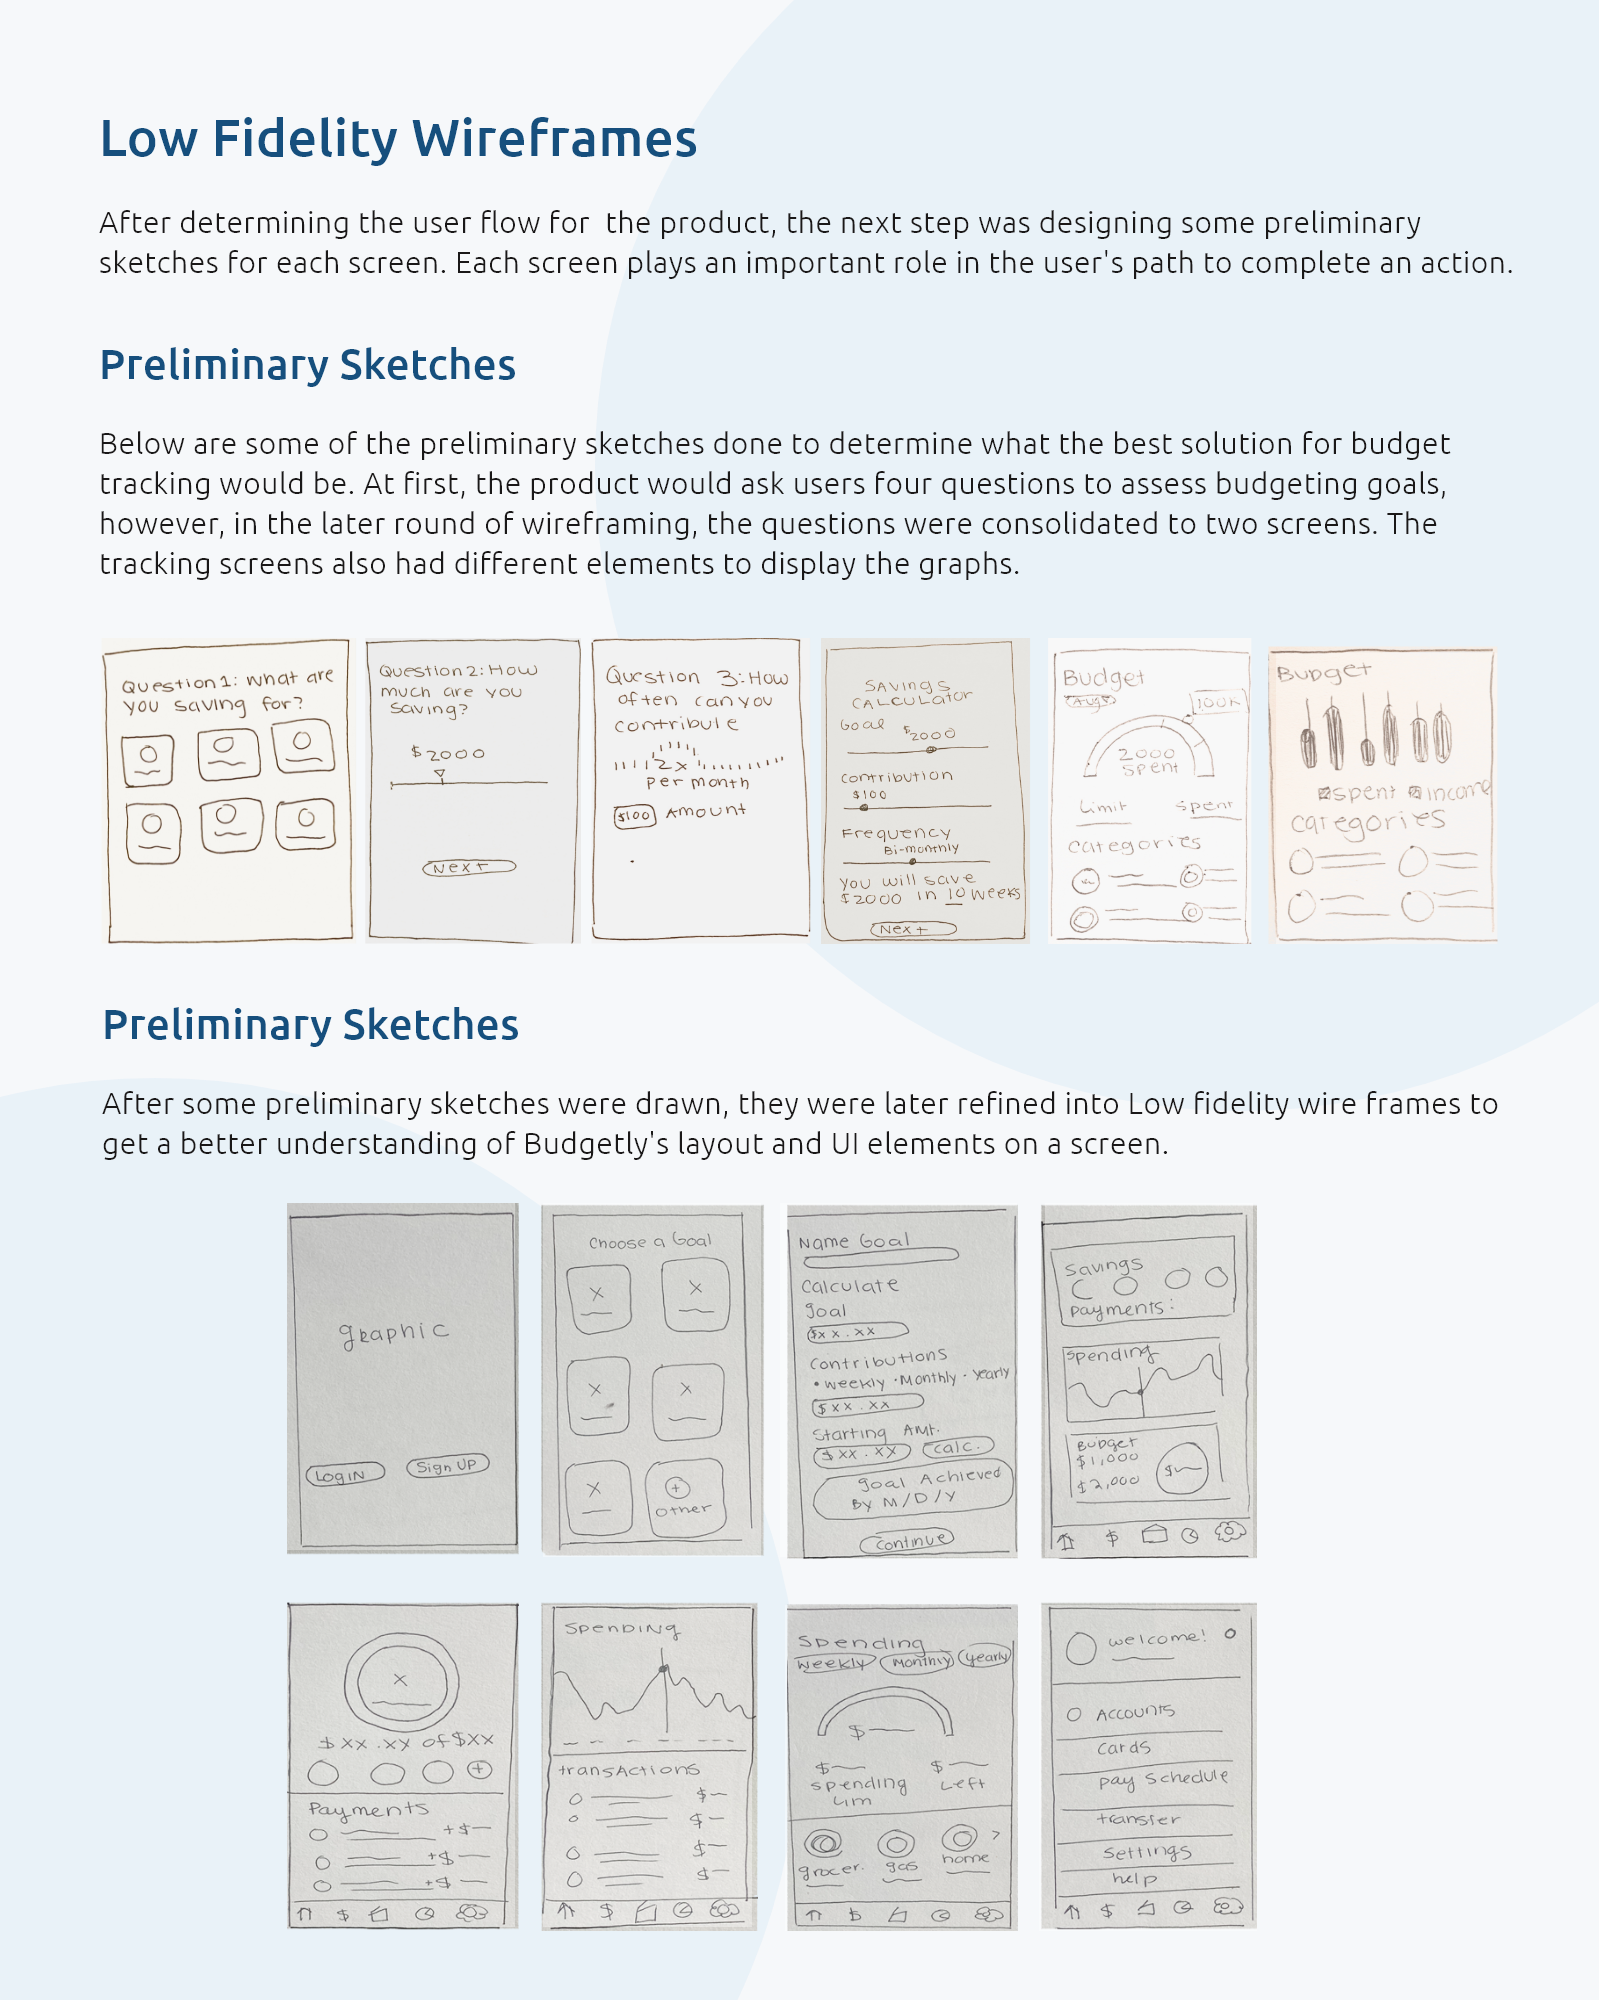 Low Fidelity Wireframes
After determining the user flow for the product, the next step was designing some preliminary
sketches for each screen. Each screen plays an important role in the user's path to complete an action.
Preliminary Sketches
Below are some of the preliminary sketches done to determine what the best solution for budget
tracking would be. At first, the product would ask users four questions to assess budgeting goals,
however, in the later round of wireframing, the questions were consolidated to two screens. The
tracking screens also had different elements to display the graphs.
Question 1: What are
you saving for?
Question 2: How
much are you
saving?
$2000
Next
Question 3: How
often can you
contribute
2x
per month
$100 Amount
SAVINGS
CALCULATOR
Goal $2000
Contribution
$100
Frequency
Bi-monthly
You will save
$2000 in 10 weeks
Next
Budget
Aug
100K
2000
Spent
Limit Spent
Categories
Budget
spent income
Categories
Preliminary Sketches
After some preliminary sketches were drawn, they were later refined into Low fidelity wire frames to
get a better understanding of Budgetly's layout and UI elements on a screen.
graphic
Log IN Sign UP
Choose a Goal
Other
Name Goal
Calculate
goal
$xx.xx
Contributions
• weekly • Monthly • Yearly
$xx.xx
Starting Amt.
$xx.xx calc.
goal Achieved
By M/D/Y
Continue
Savings
payments:
spending
Budget
$1,000
$2,000
$
$xx.xy of $xx
Payments
+$
+$
+$
Spending
transactions
$
$
$
$
Spending
Weekly Monthly Yearly
$
$ $
spending Left
Lim
grocer. gas home >
$
welcome!
Accounts
cards
pay schedule
transfer
settings
help
$